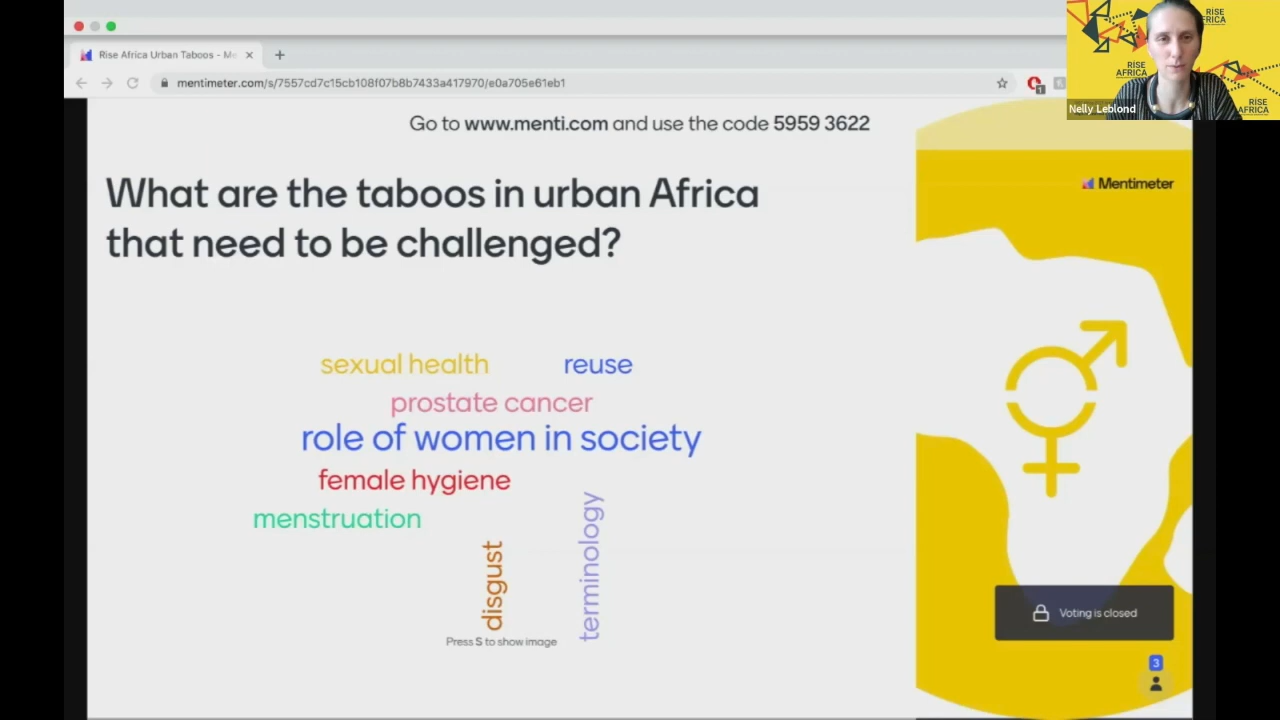 RISE
AFRICA
RISE
AFRICA
RISE
AFRICA
Nelly Leblond
Rise Africa Urban Taboos - Me
mentimeter.com/s/7557cd7c15cb108f07b8b7433a417970/e0a705e61eb1
1
Go to www.menti.com and use the code 5959 3622
Mentimeter
What are the taboos in urban Africa
that need to be challenged?
sexual health
reuse
prostate cancer
role of women in society
female hygiene
menstruation
disgust
terminology
Press S to show image
Voting is closed
3